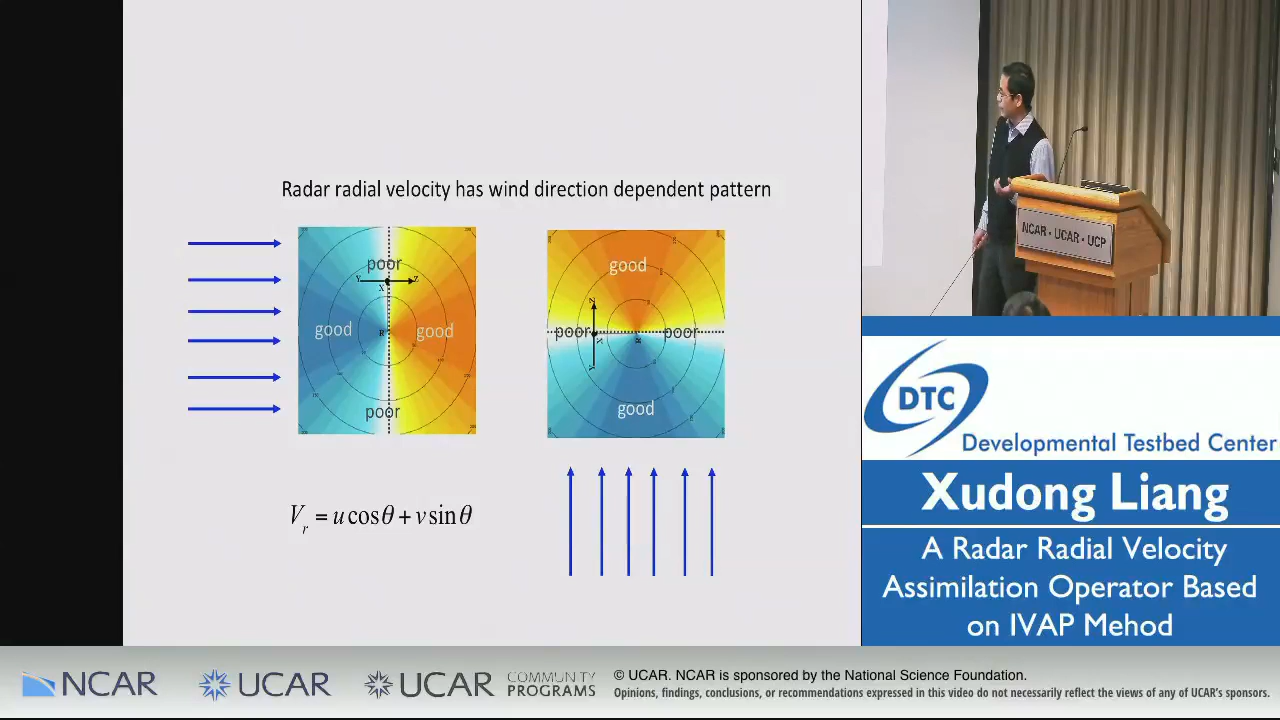 Radar radial velocity has wind direction dependent pattern
poor
Y
Z
X
good
R
good
poor
good
Z
poor
X
R
poor
Y
good
V_r = u cosθ + v sinθ
NCAR • UCAR • UCP
DTC
Developmental Testbed Center
Xudong Liang
A Radar Radial Velocity
Assimilation Operator Based
on IVAP Mehod
NCAR
UCAR
UCAR
COMMUNITY
PROGRAMS
© UCAR. NCAR is sponsored by the National Science Foundation.
Opinions, findings, conclusions, or recommendations expressed in this video do not necessarily reflect the views of any of UCAR's sponsors.